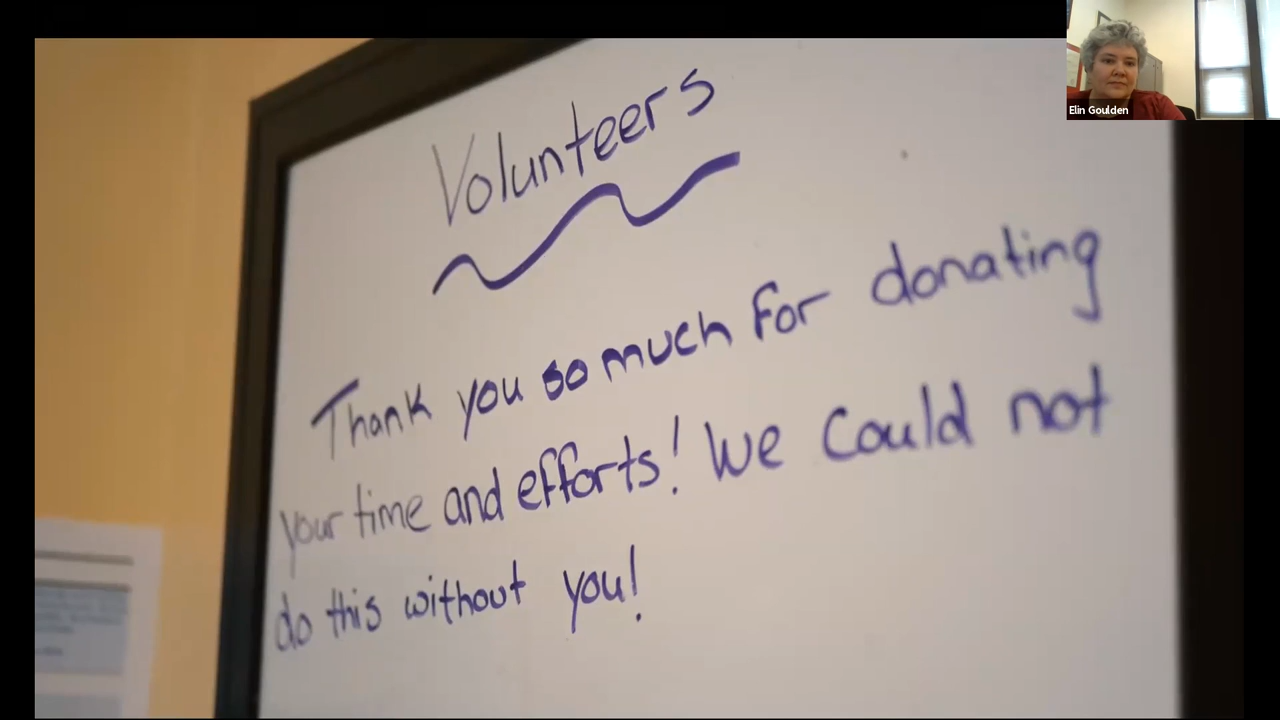 Volunteers
Thank you so much for donating
your time and efforts! We could not
do this without you!
Elin Goulden